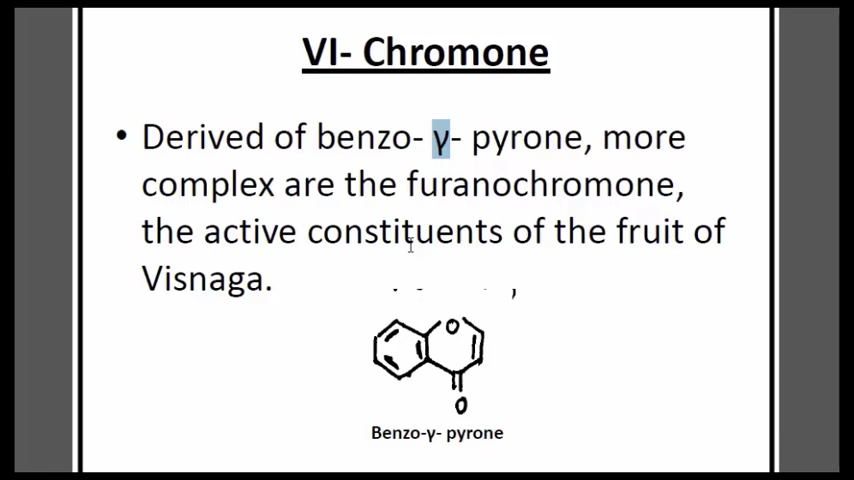 VI- Chromone
• Derived of benzo- γ- pyrone, more
complex are the furanochromone,
the active constituents of the fruit of
Visnaga.
O
O
Benzo-γ- pyrone